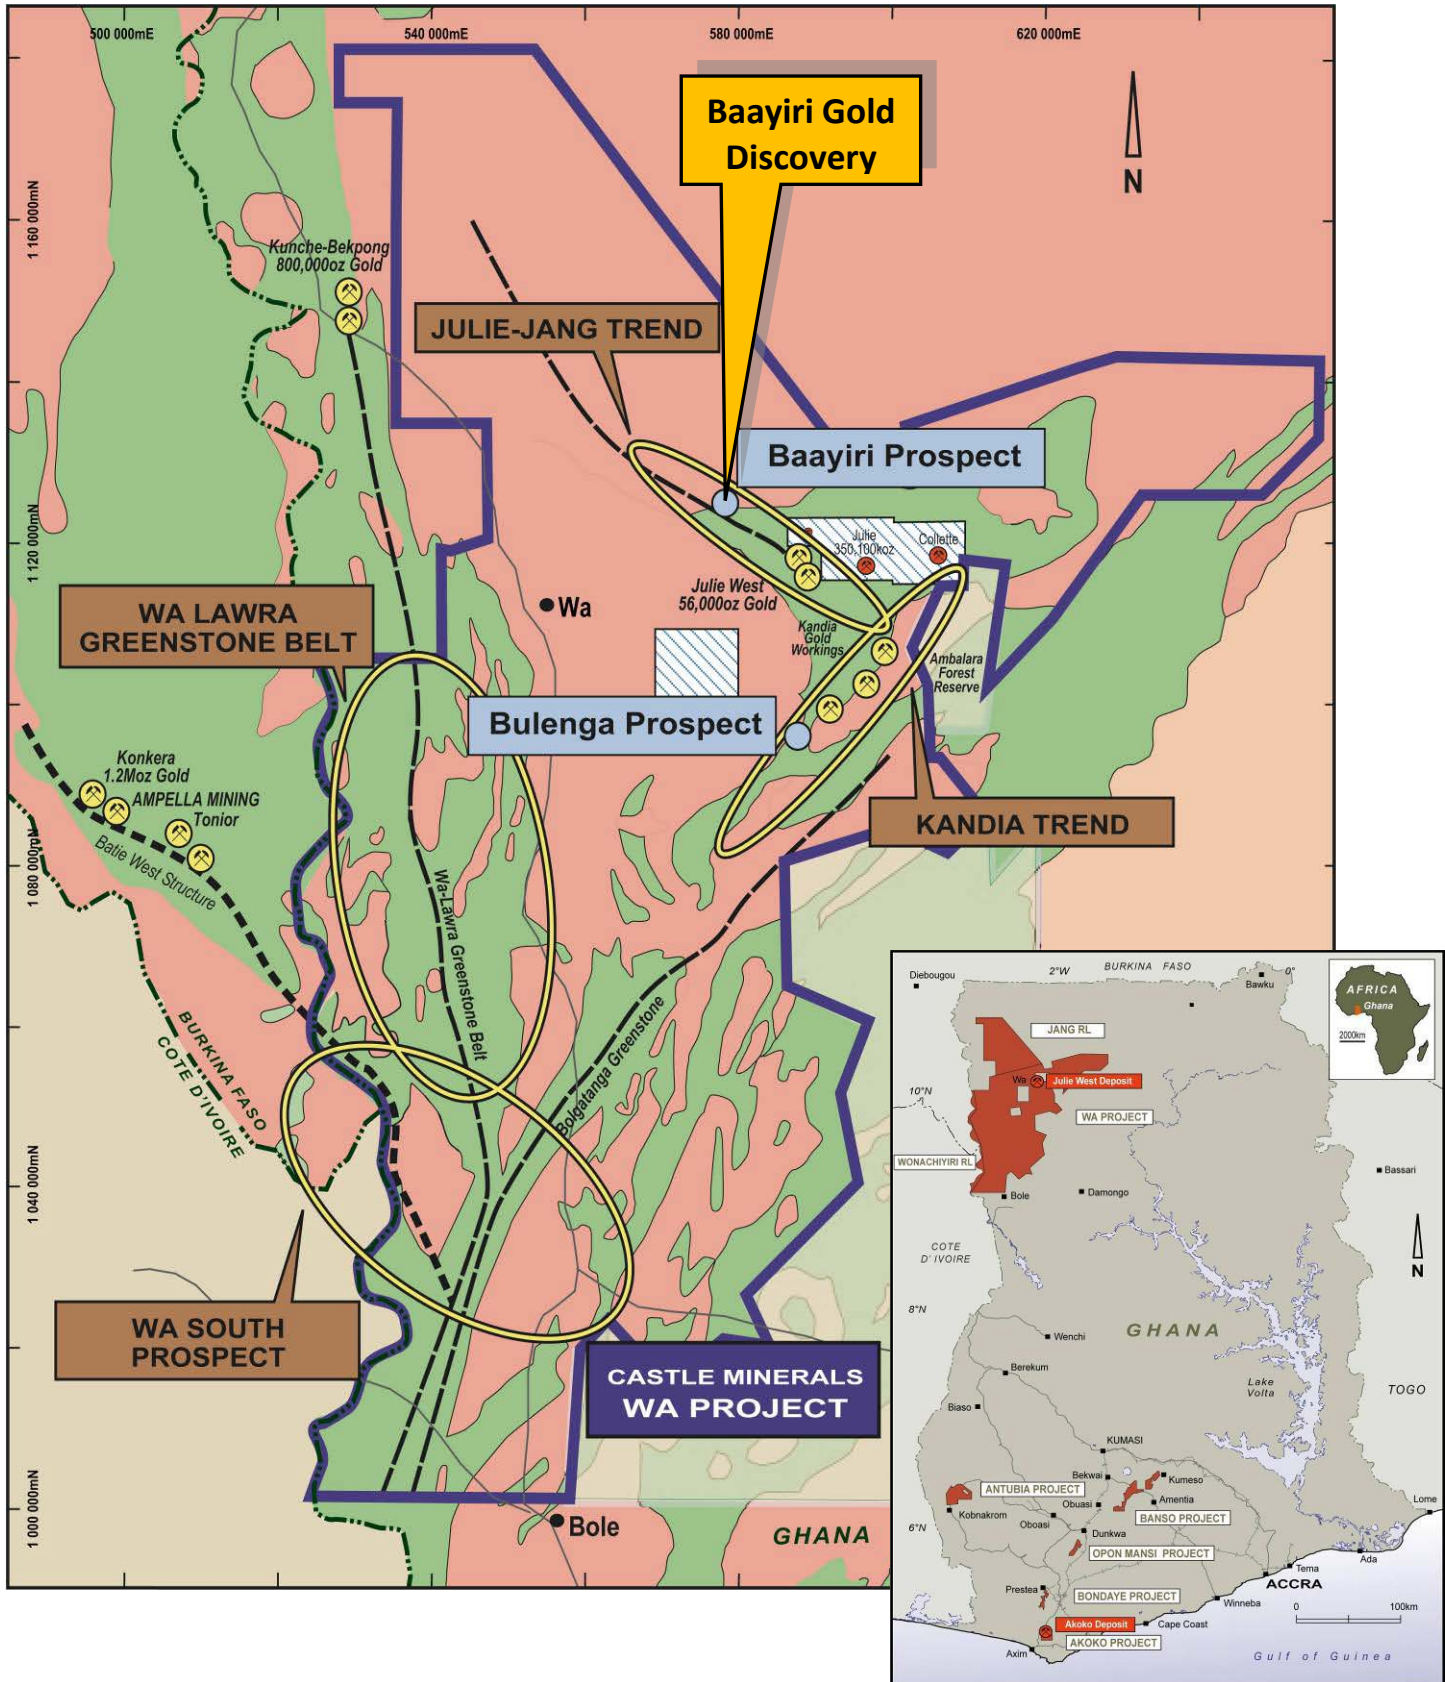 500 000mE
540 000mE
580 000mE
620 000mE
1 160 000mN
1 120 000mN
1 080 000mN
1 040 000mN
1 000 000mN
Baayiri Gold
Discovery
N
Kunche-Bekpong
800,000oz Gold
JULIE-JANG TREND
Baayiri Prospect
Julie
350,100koz
Collette
Julie West
56,000oz Gold
Wa
WA LAWRA
GREENSTONE BELT
Kandia
Gold
Workings
Ambalara
Forest
Reserve
Bulenga Prospect
Konkera
1.2Moz Gold
AMPELLA MINING
Tonior
Batie West Structure
KANDIA TREND
Wa-Lawra Greenstone Belt
Bolgatanga Greenstone
BURKINA FASO
COTE D'IVOIRE
WA SOUTH
PROSPECT
CASTLE MINERALS
WA PROJECT
Bole
GHANA
Diebougou
2°W
BURKINA FASO
0°
Bawku
AFRICA
Ghana
2000km
JANG RL
Wa
Julie West Deposit
10°N
WA PROJECT
WONACHIYIRI RL
Bassari
Bole
Damongo
COTE
D' IVOIRE
N
8°N
GHANA
Wenchi
Berekum
Lake
Volta
TOGO
Biaso
KUMASI
Bekwai
Kumeso
ANTUBIA PROJECT
Obuasi
Amentia
Kobnakrom
Oboasi
BANSO PROJECT
Lome
6°N
Dunkwa
OPON MANSI PROJECT
Ada
Tema
ACCRA
Prestea
BONDAYE PROJECT
Winneba
0
100km
Akoko Deposit
Cape Coast
AKOKO PROJECT
Axim
Gulf of Guinea